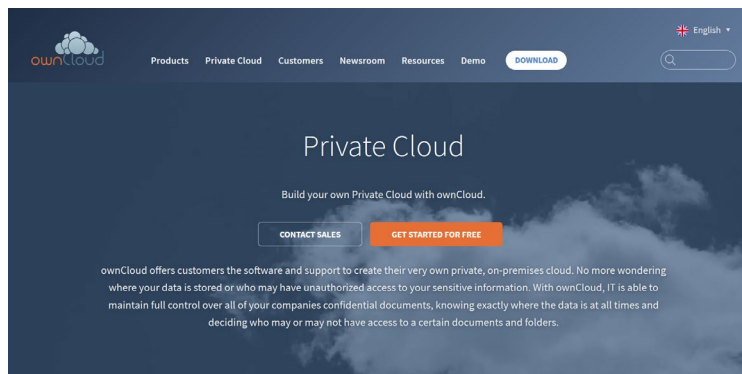 English
ownCloud
Products Private Cloud Customers Newsroom Resources Demo DOWNLOAD
Private Cloud
Build your own Private Cloud with ownCloud.
CONTACT SALES GET STARTED FOR FREE
ownCloud offers customers the software and support to create their very own private, on-premises cloud. No more wondering
where your data is stored or who may have unauthorized access to your sensitive information. With ownCloud, IT is able to
maintain full control over all of your companies confidential documents, knowing exactly where the data is at all times and
deciding who may or may not have access to a certain documents and folders.